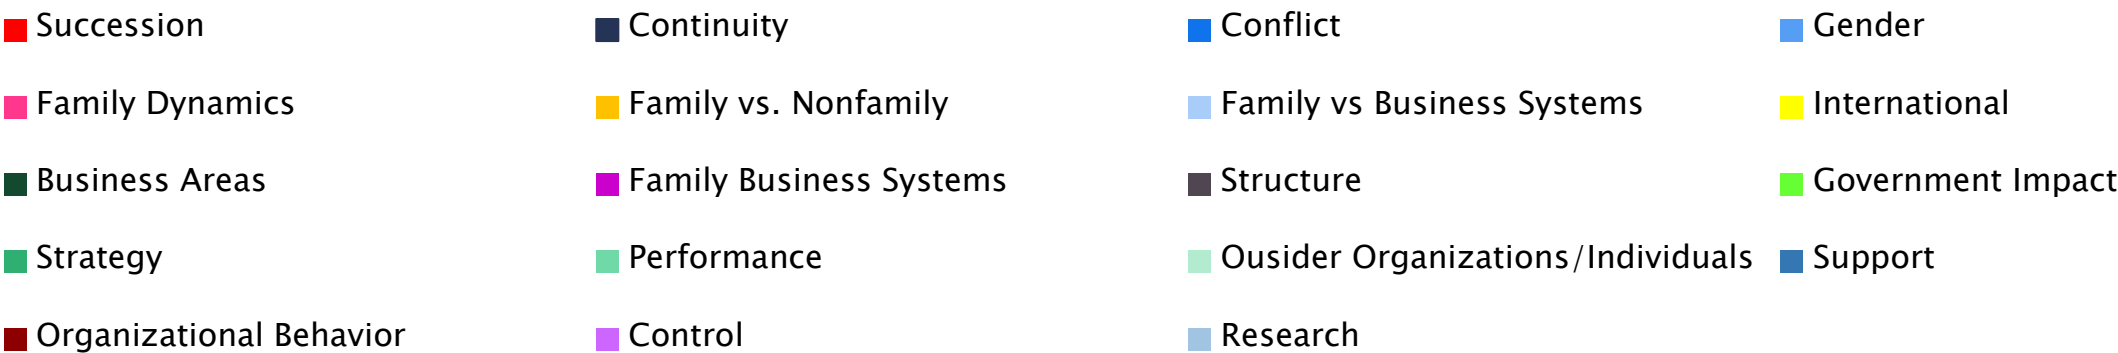 Succession Continuity Conflict Gender
Family Dynamics Family vs. Nonfamily Family vs Business Systems International
Business Areas Family Business Systems Structure Government Impact
Strategy Performance Ousider Organizations/Individuals Support
Organizational Behavior Control Research